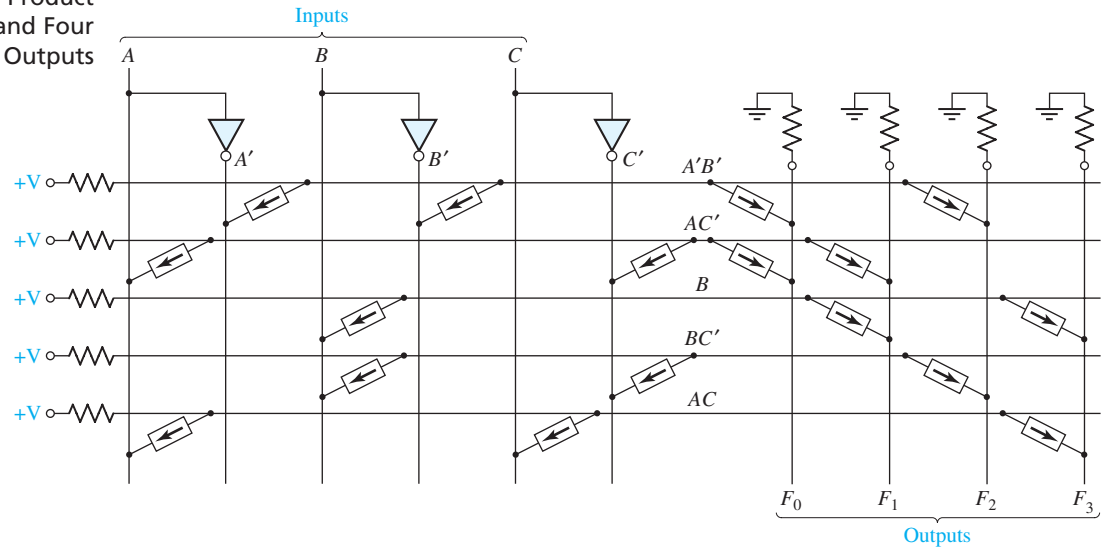 Product
and Four
Outputs
Inputs
A B C
A′ B′ C′
+V A′B′
+V AC′
+V B
+V BC′
+V AC
F0 F1 F2 F3
Outputs